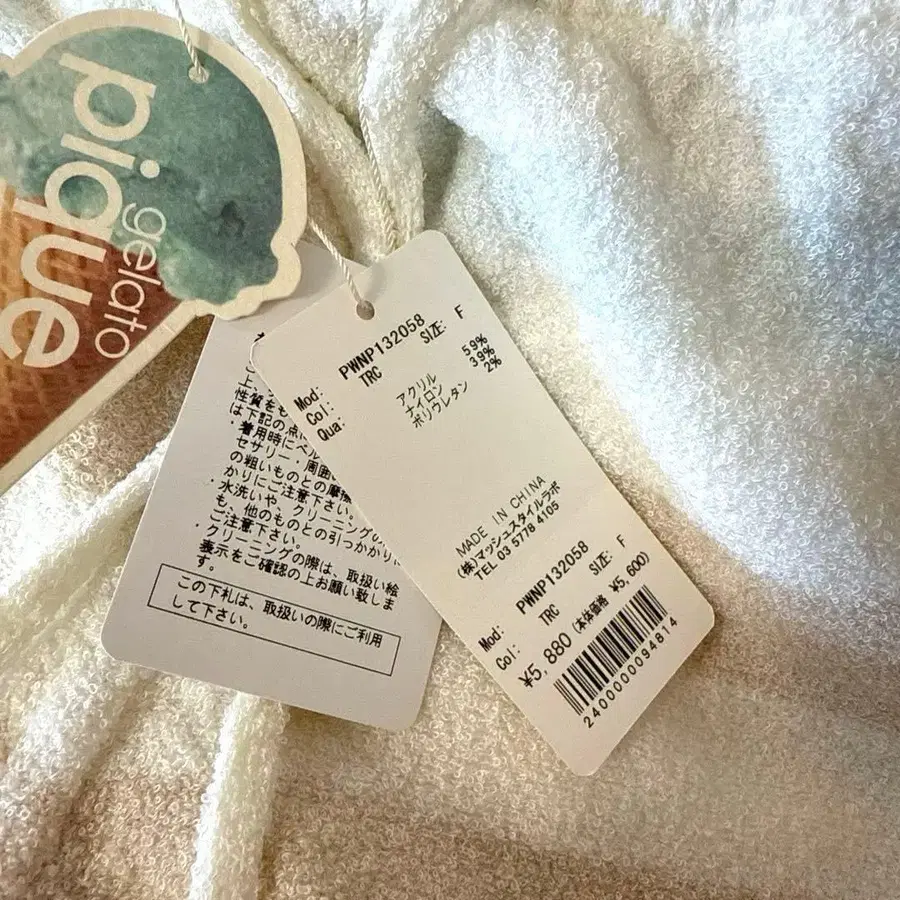 gelato
pique
性質をも
は下記の点
・着用時にベル
セサリー・周囲
の粗いものとの摩擦
かりにご注意下さい。
・水洗いや、クリーニングの
も、他のものとの引っかかりに
ご注意下さい。
・クリーニングの際は、取扱い絵
表示をご確認の上お願い致しま
す。
この下札は、取扱いの際にご利用
して下さい。
Mod: PWNP132058
Col: TRC SIZE: F
Qua: アクリル 59%
ナイロン 39%
ポリウレタン 2%
MADE IN CHINA
(株)マッシュスタイルラボ
TEL 03 5778 4105
Mod: PWNP132058
Col: TRC SIZE: F
¥5,880 (本体価格 ¥5,600)
2400000094814